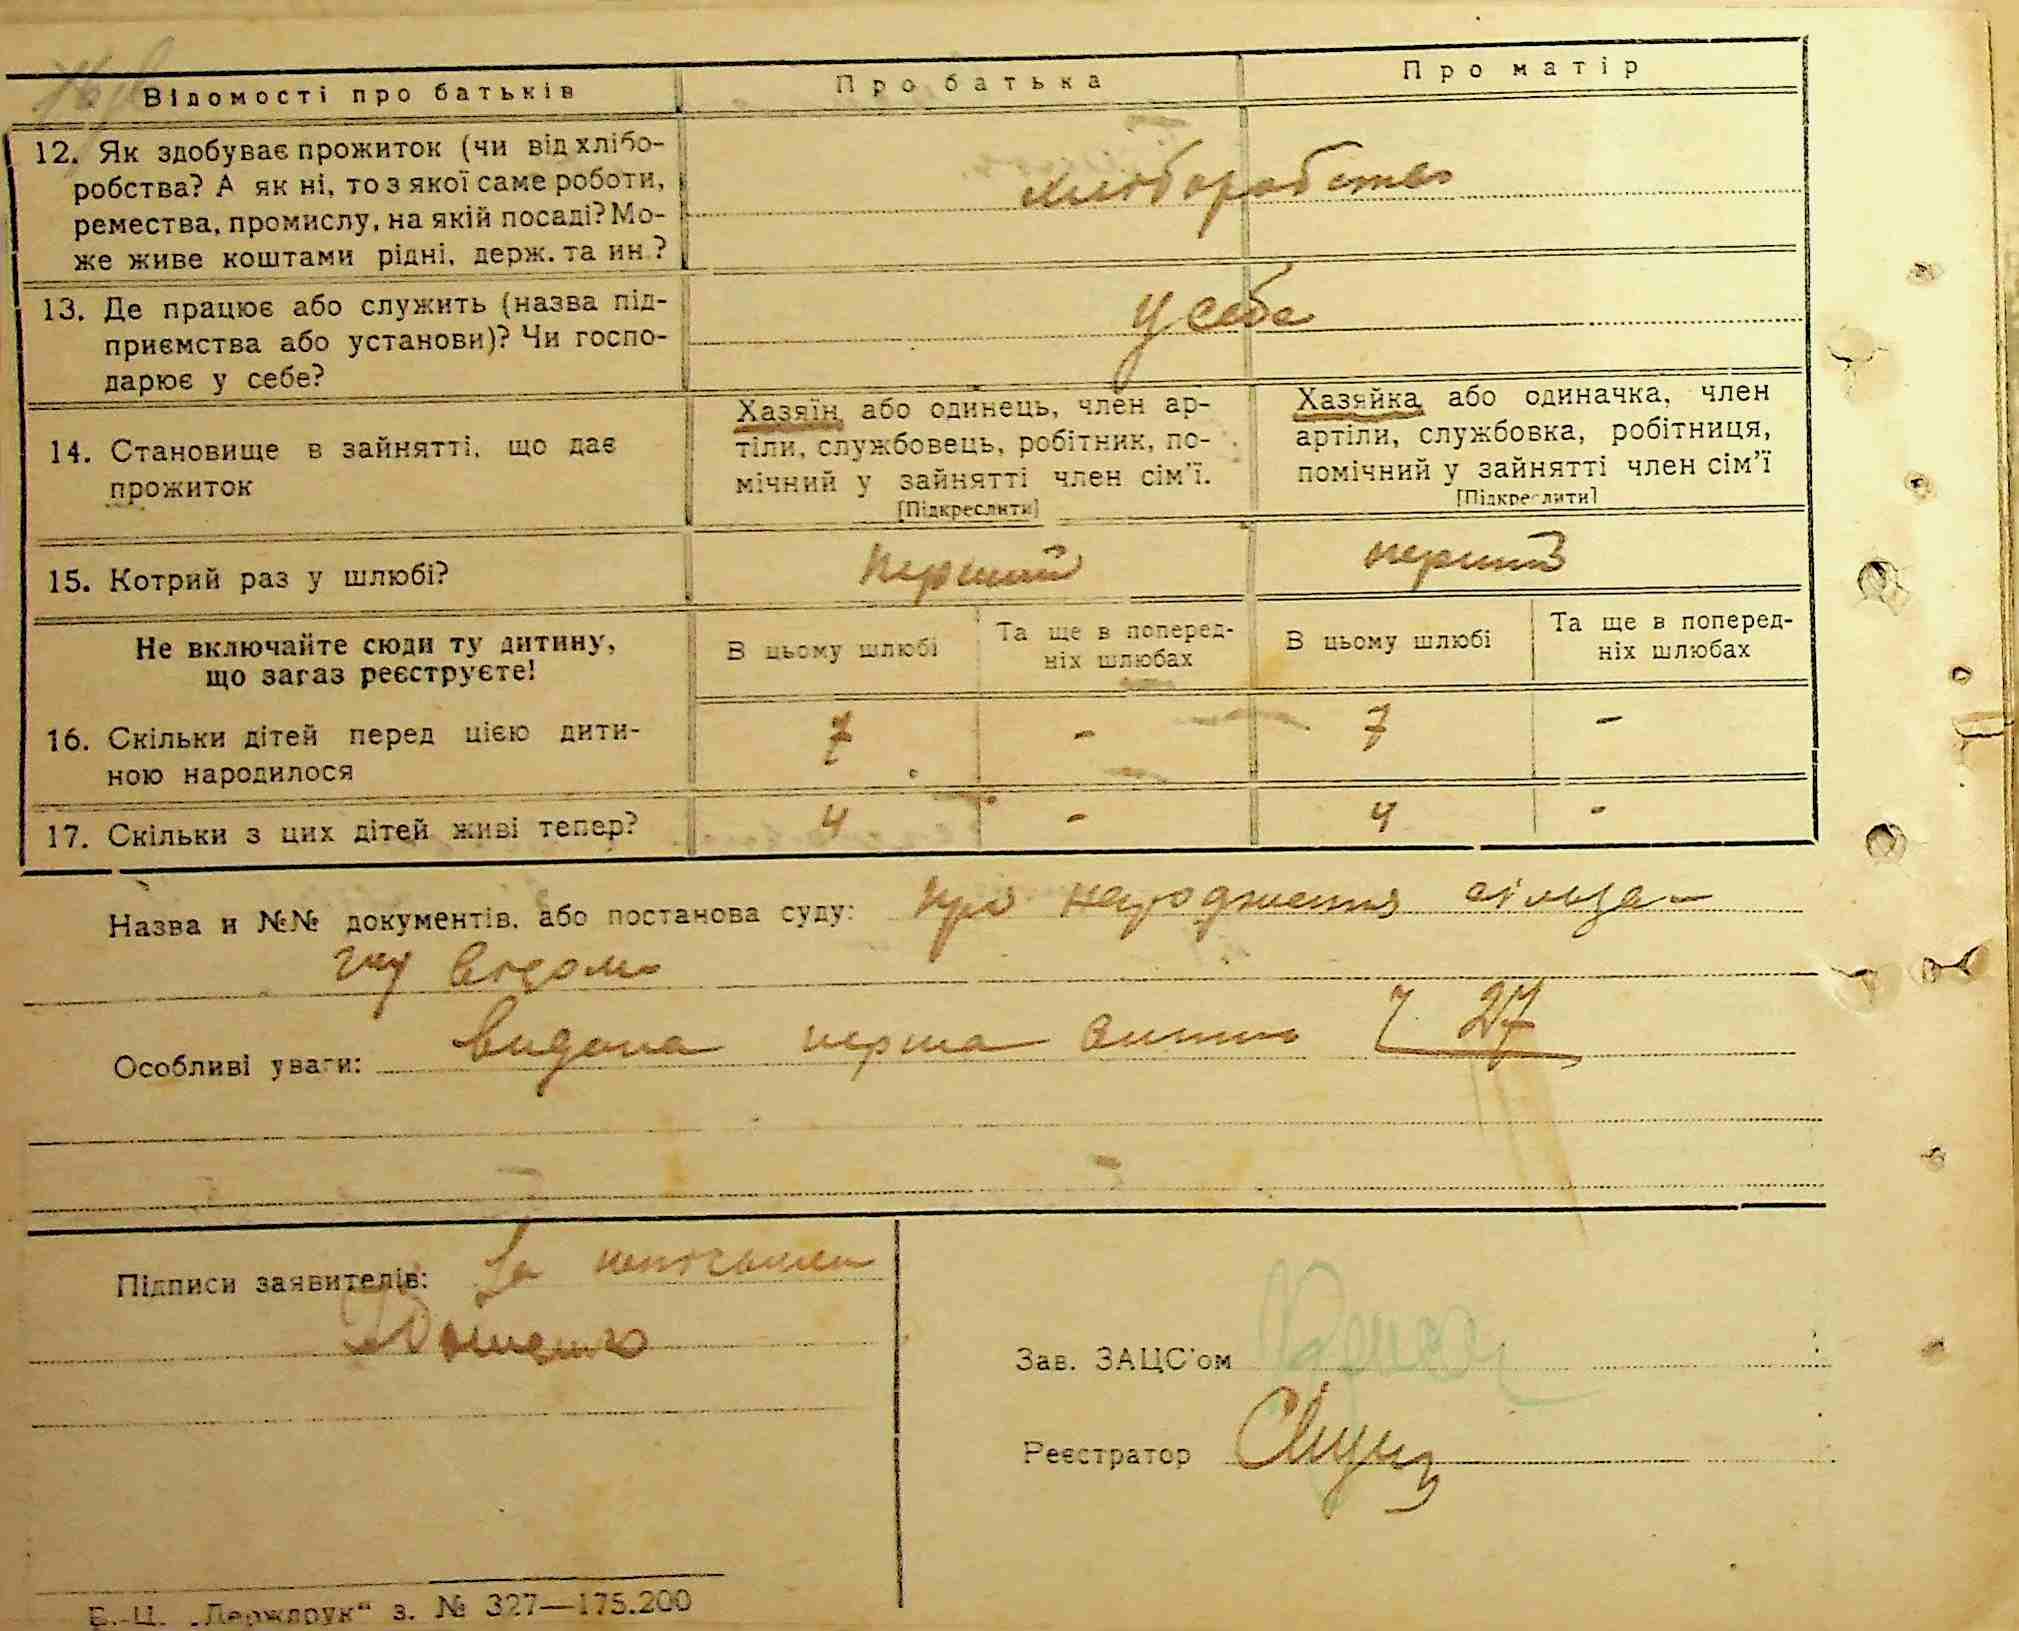 Відомості про батьків
Про батька
Про матір
12. Як здобуває прожиток (чи від хлібо-
робства? А як ні, то з якої саме роботи,
ремества, промислу, на якій посаді? Мо-
же живе коштами рідні, держ. та ин.?
хліборобство
13. Де працює або служить (назва під-
приємства або установи)? Чи госпо-
дарює у себе?
У себе
14. Становище в зайнятті, що дає
прожиток
Хазяїн, або одинець, член ар-
тіли, службовець, робітник, по-
мічний у зайнятті член сім'ї.
[Підкреслити]
Хазяйка, або одиначка, член
артіли, службовка, робітниця,
помічний у зайнятті член сім'ї
[Підкреслити]
15. Котрий раз у шлюбі?
перший
перший
Не включайте сюди ту дитину,
що загаз реєструєте!
В цьому шлюбі
Та ще в поперед-
ніх шлюбах
В цьому шлюбі
Та ще в поперед-
ніх шлюбах
16. Скільки дітей перед цією дити-
ною народилося
7 - 7 -
17. Скільки з цих дітей живі тепер?
4 - 4 -
Назва и №№ документів, або постанова суду: про народження
відомо
Особливі уваги: видана перша 27
Підписи заявителів: За
Зав. ЗАЦС'ом
Реєстратор
Б.-Ц. „Держдрук“ з. № 327—175.200